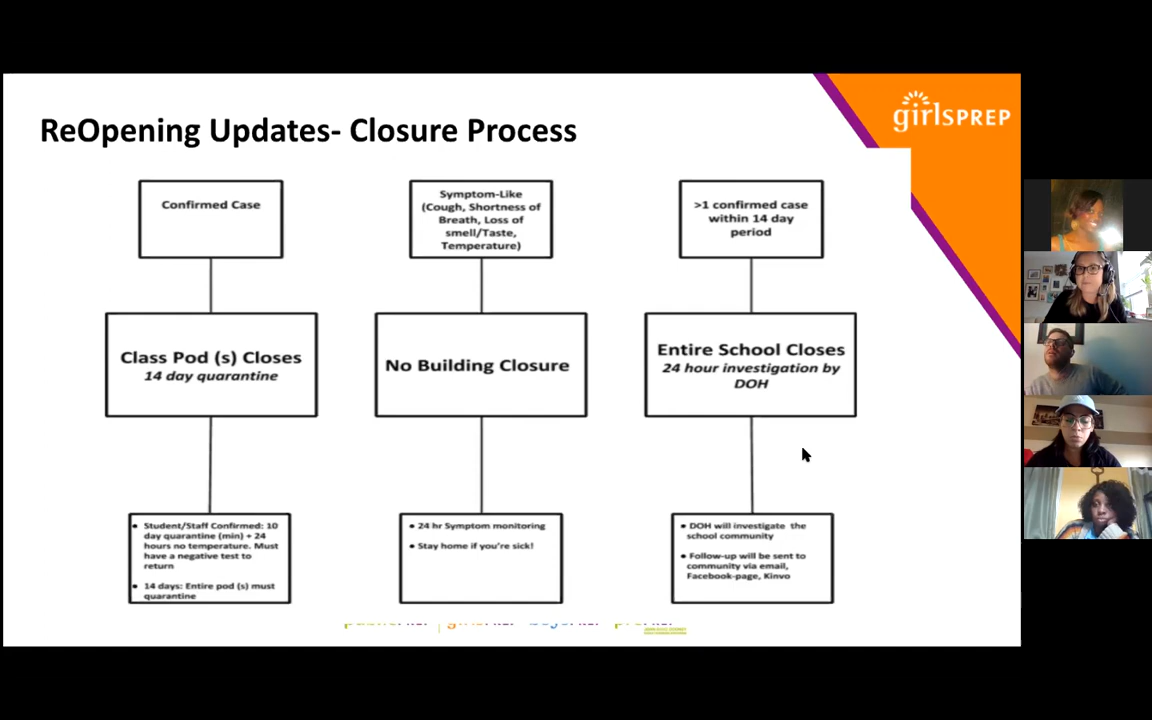 ReOpening Updates- Closure Process
girlsPREP
Confirmed Case
Symptom-Like
(Cough, Shortness of
Breath, Loss of
smell/Taste,
Temperature)
>1 confirmed case
within 14 day
period
Class Pod (s) Closes
14 day quarantine
No Building Closure
Entire School Closes
24 hour investigation by
DOH
• Student/Staff Confirmed: 10
day quarantine (min) + 24
hours no temperature. Must
have a negative test to
return
• 14 days: Entire pod (s) must
quarantine
• 24 hr Symptom monitoring
• Stay home if you're sick!
• DOH will investigate the
school community
• Follow-up will be sent to
community via email,
Facebook-page, Kinvo